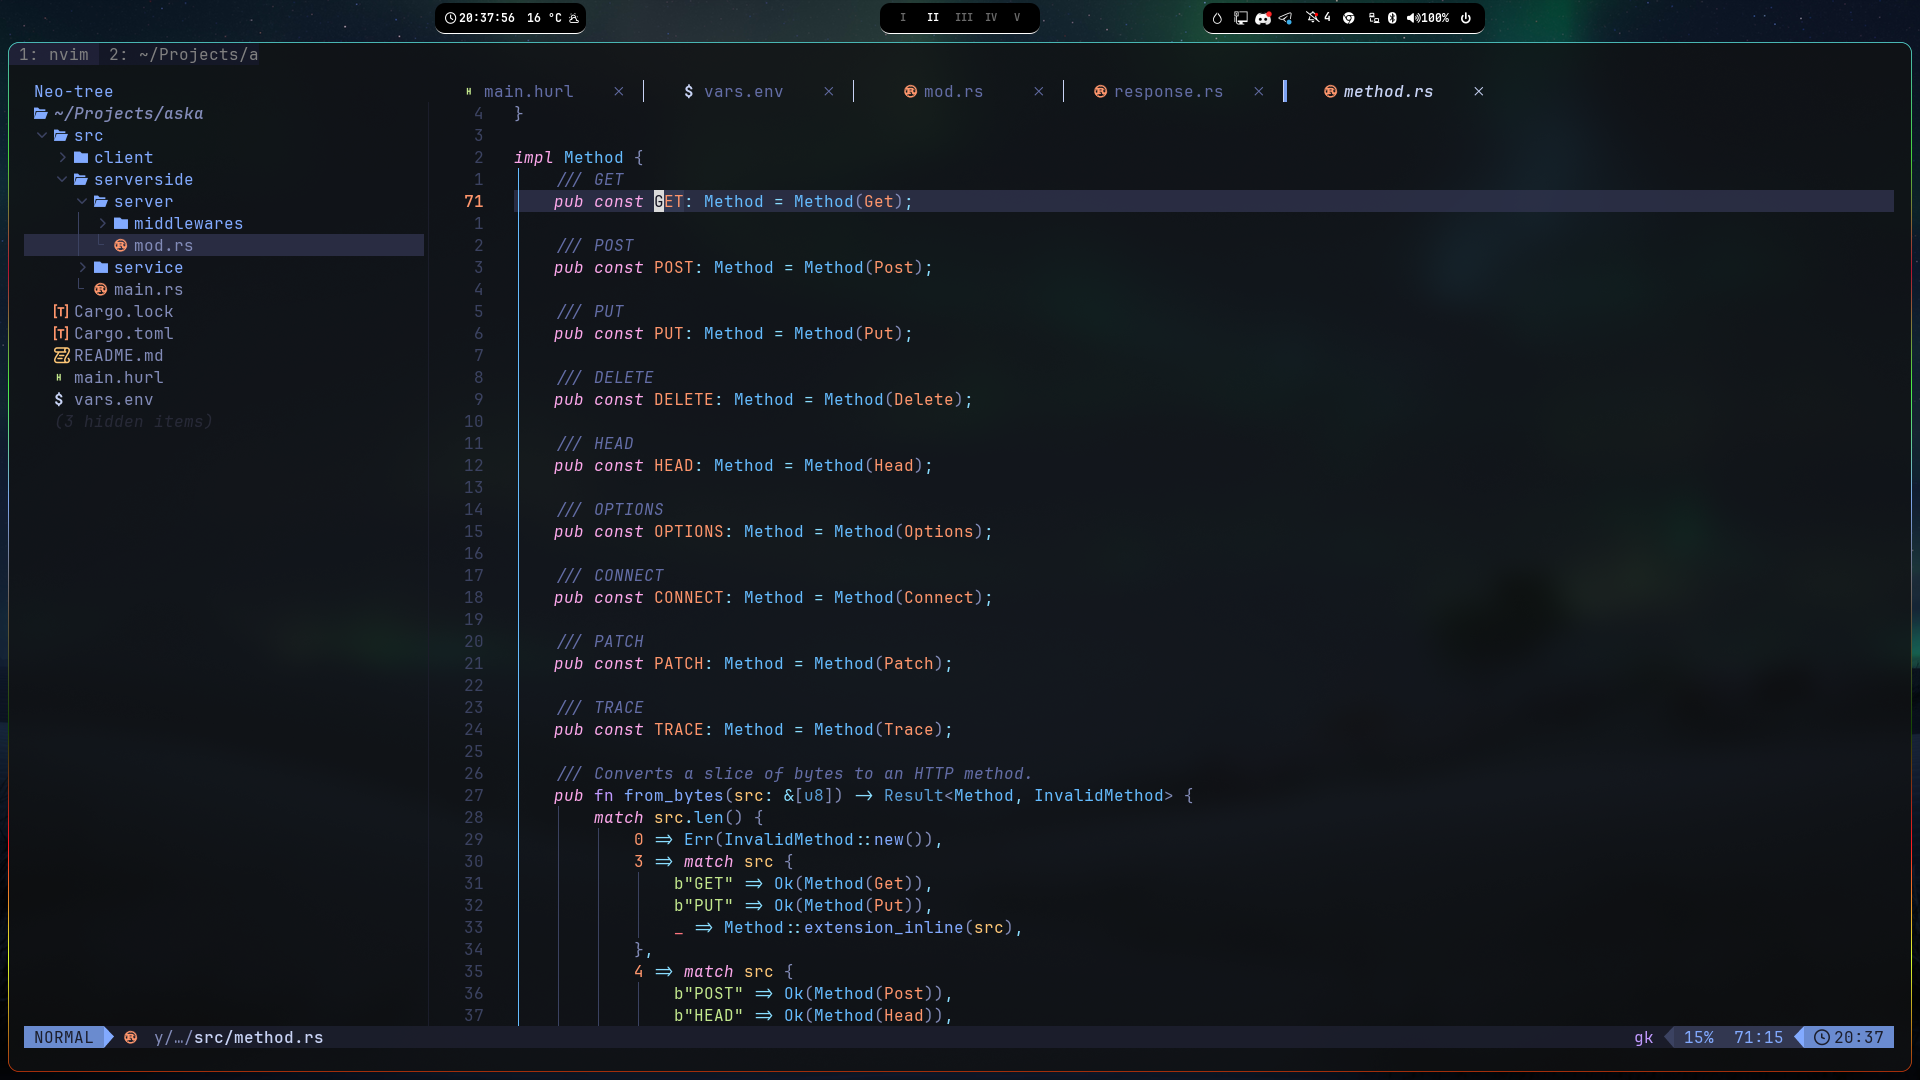 20:37:56 16 °C
I II III IV V
4 100%
1: nvim 2: ~/Projects/a
Neo-tree
~/Projects/aska
src
client
serverside
server
middlewares
mod.rs
service
main.rs
[T] Cargo.lock
[T] Cargo.toml
README.md
H main.hurl
$ vars.env
(3 hidden items)
H main.hurl × $ vars.env × mod.rs × response.rs × method.rs ×
4 }
3
2 impl Method {
1 /// GET
71 pub const GET: Method = Method(Get);
1
2 /// POST
3 pub const POST: Method = Method(Post);
4
5 /// PUT
6 pub const PUT: Method = Method(Put);
7
8 /// DELETE
9 pub const DELETE: Method = Method(Delete);
10
11 /// HEAD
12 pub const HEAD: Method = Method(Head);
13
14 /// OPTIONS
15 pub const OPTIONS: Method = Method(Options);
16
17 /// CONNECT
18 pub const CONNECT: Method = Method(Connect);
19
20 /// PATCH
21 pub const PATCH: Method = Method(Patch);
22
23 /// TRACE
24 pub const TRACE: Method = Method(Trace);
25
26 /// Converts a slice of bytes to an HTTP method.
27 pub fn from_bytes(src: &[u8]) -> Result<Method, InvalidMethod> {
28 match src.len() {
29 0 => Err(InvalidMethod::new()),
30 3 => match src {
31 b"GET" => Ok(Method(Get)),
32 b"PUT" => Ok(Method(Put)),
33 _ => Method::extension_inline(src),
34 },
35 4 => match src {
36 b"POST" => Ok(Method(Post)),
37 b"HEAD" => Ok(Method(Head)),
NORMAL y/…/src/method.rs gk 15% 71:15 20:37